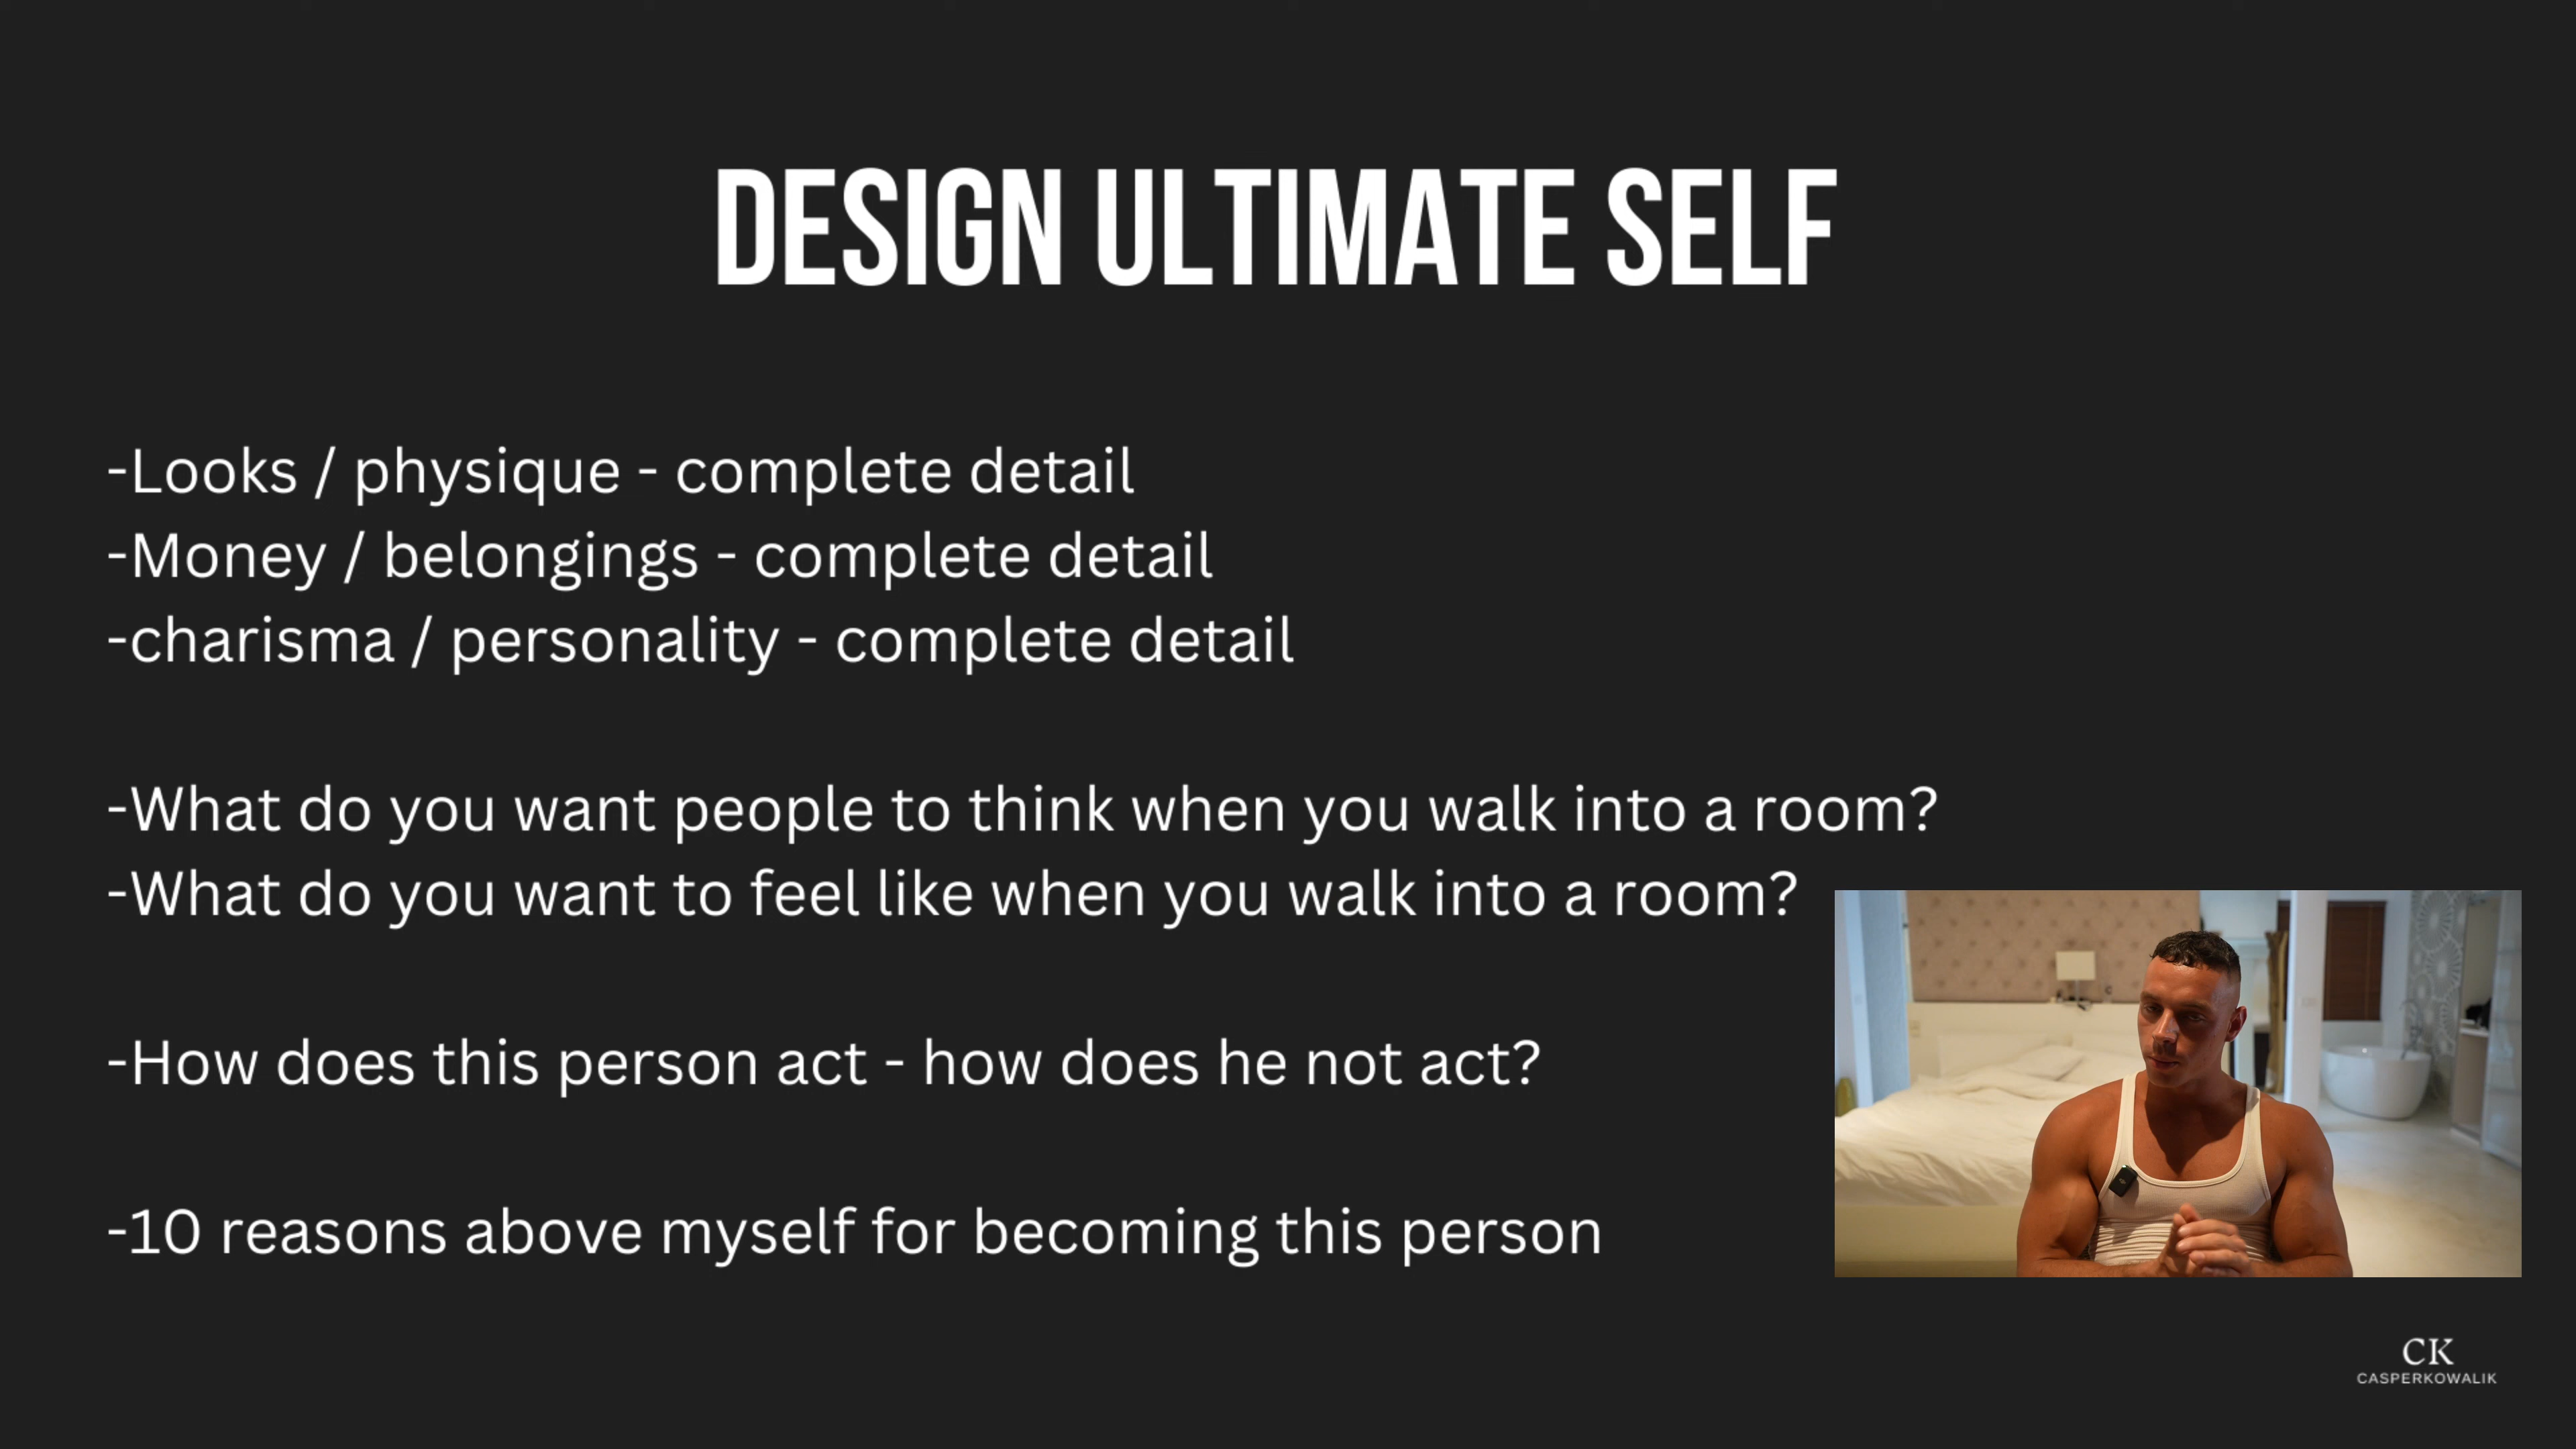 DESIGN ULTIMATE SELF
-Looks / physique - complete detail
-Money / belongings - complete detail
-charisma / personality - complete detail
-What do you want people to think when you walk into a room?
-What do you want to feel like when you walk into a room?
-How does this person act - how does he not act?
-10 reasons above myself for becoming this person
CK
CASPERKOWALIK